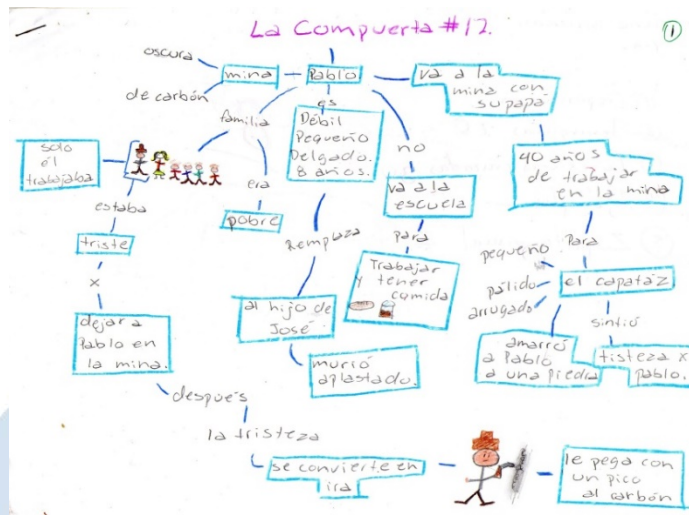 La Compuerta #12.
1
oscura
mina
Pablo
va a la
mina con
su papá
de carbón
familia
es
Débil
Pequeño
Delgado.
8 años.
no
va a la
escuela
90 años
de trabajar
en la mina
solo
él
trabajaba
estaba
triste
x
dejar a
Pablo en
la mina.
era
pobre
Remplaza
al hijo de
José
murió
aplastado.
para
Trabajar
y tener
comida
Para
pequeño
pálido
arrugado
el capatáz
amarró
a Pablo
a una piedra
sintió
tisteza x
pablo.
después
la tristeza
se convierte en
ira
le pega con
un pico
al carbón